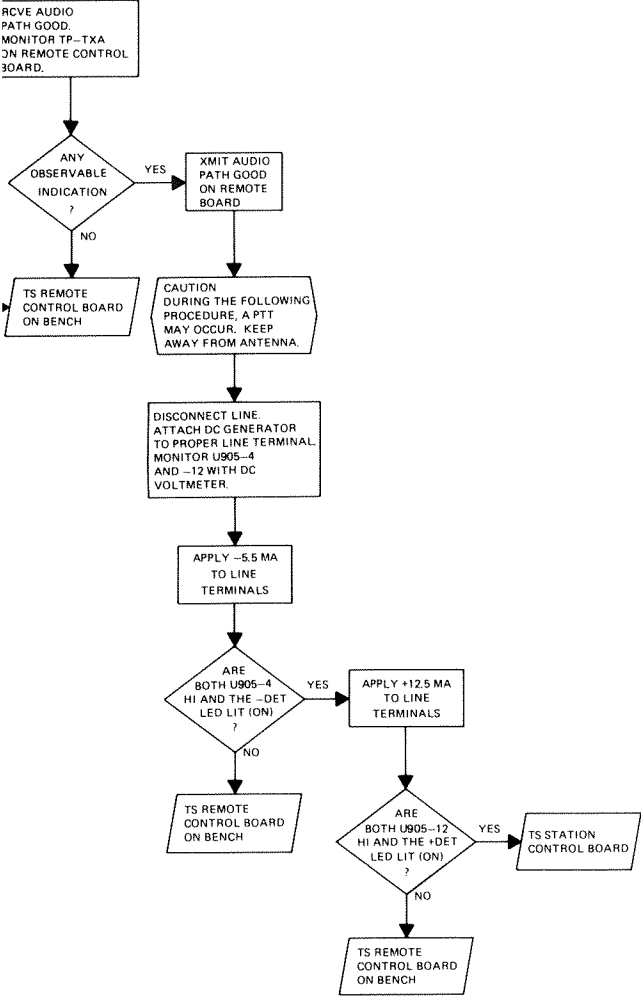 RCVE AUDIO
PATH GOOD.
MONITOR TP–TXA
ON REMOTE CONTROL
BOARD.
ANY
OBSERVABLE
INDICATION
?
YES
NO
XMIT AUDIO
PATH GOOD
ON REMOTE
BOARD
TS REMOTE
CONTROL BOARD
ON BENCH
CAUTION
DURING THE FOLLOWING
PROCEDURE, A PTT
MAY OCCUR. KEEP
AWAY FROM ANTENNA.
DISCONNECT LINE.
ATTACH DC GENERATOR
TO PROPER LINE TERMINAL.
MONITOR U905–4
AND –12 WITH DC
VOLTMETER.
APPLY –5.5 MA
TO LINE
TERMINALS
ARE
BOTH U905–4
HI AND THE –DET
LED LIT (ON)
?
YES
NO
APPLY +12.5 MA
TO LINE
TERMINALS
TS REMOTE
CONTROL BOARD
ON BENCH
ARE
BOTH U905–12
HI AND THE +DET
LED LIT (ON)
?
YES
NO
TS STATION
CONTROL BOARD
TS REMOTE
CONTROL BOARD
ON BENCH